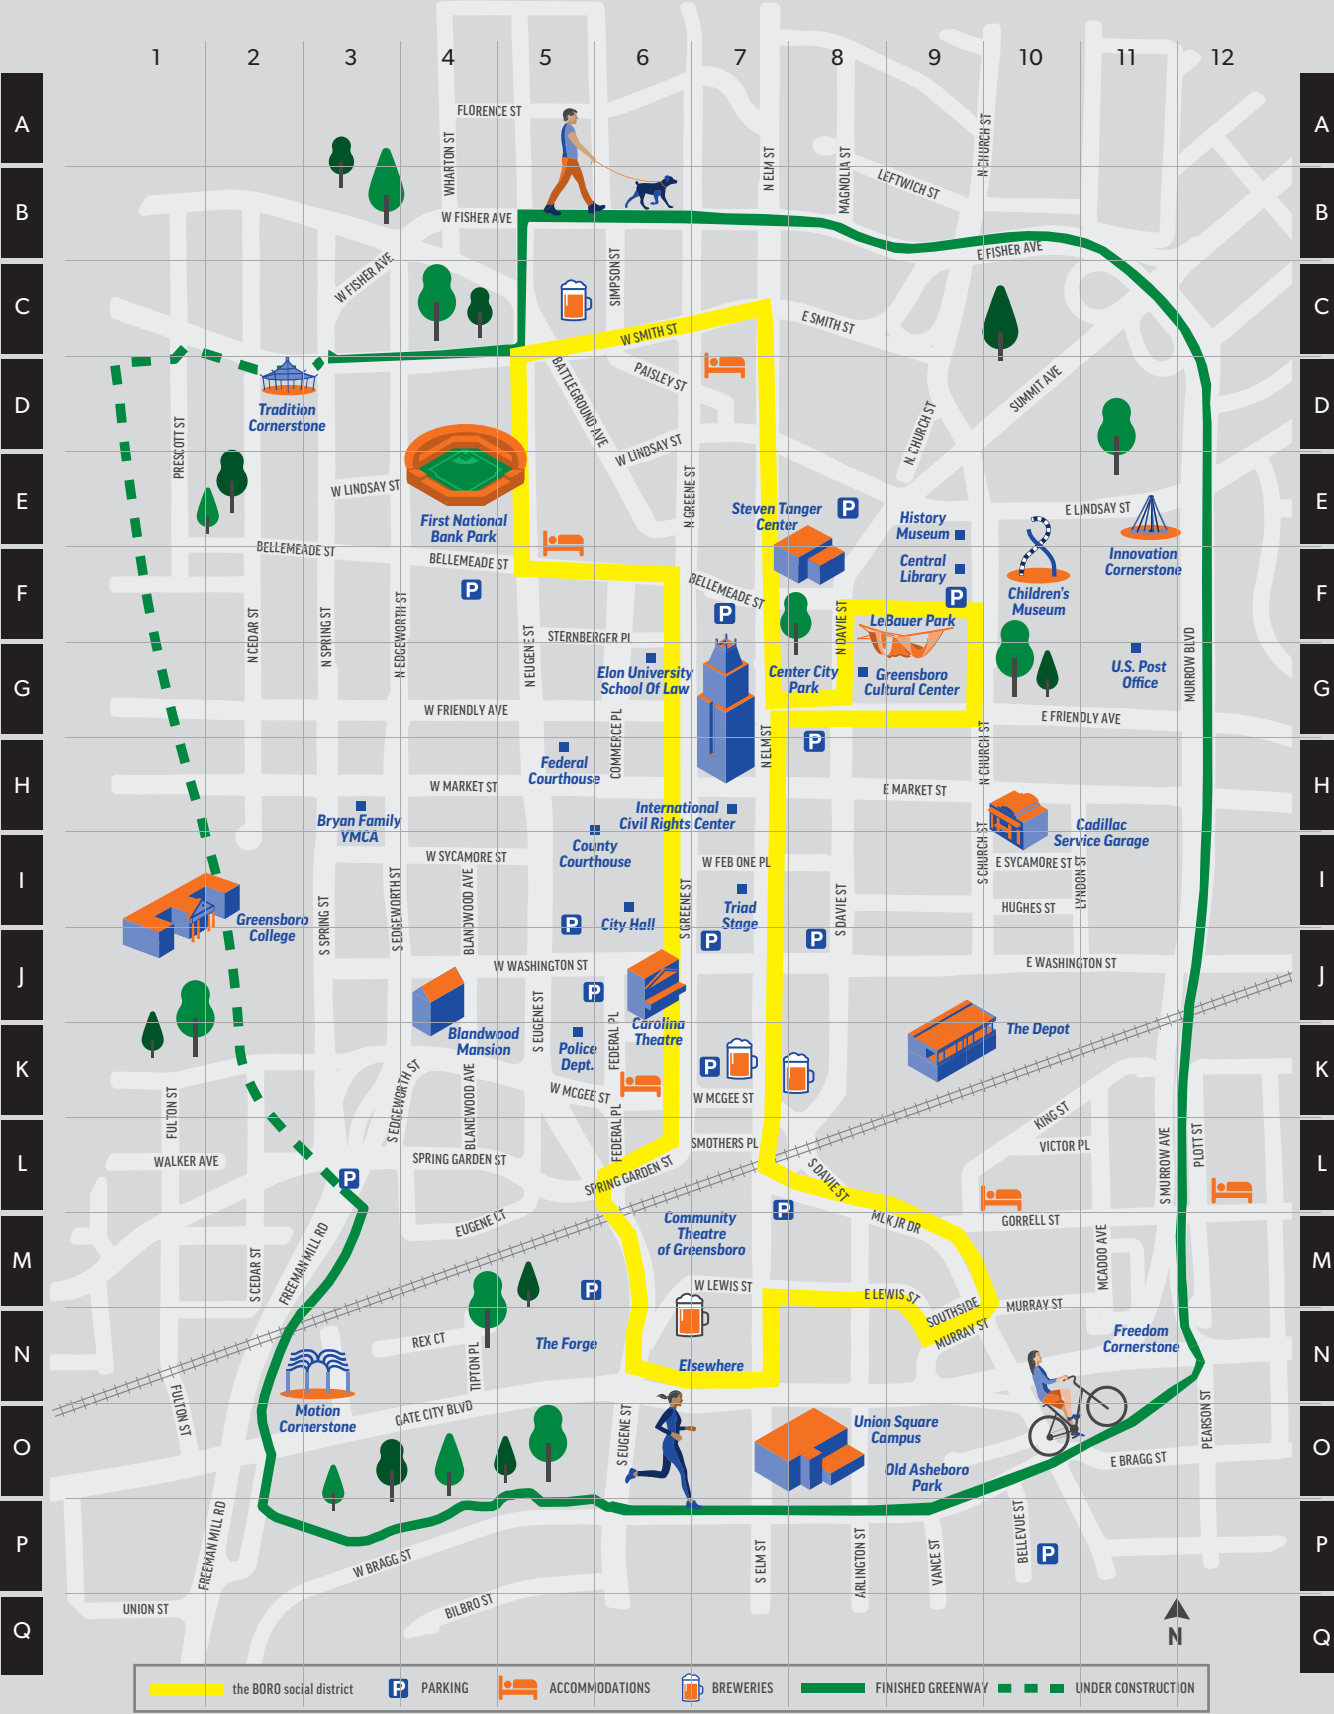 1 2 3 4 5 6 7 8 9 10 11 12
A
A
FLORENCE ST
WHARTON ST
N ELM ST
MAGNOLIA ST
N CHURCH ST
LEFTWICH ST
B
B
W FISHER AVE
E FISHER AVE
W FISHER AVE
SIMPSON ST
C
C
W SMITH ST
E SMITH ST
BATTLEGROUND AVE
PAISLEY ST
SUMMIT AVE
D
D
Tradition
Cornerstone
PRESCOTT ST
N. CHURCH ST
W LINDSAY ST
N GREENE ST
E
E
W LINDSAY ST
E LINDSAY ST
First National
Bank Park
Steven Tanger
Center
P
History
Museum
Central
Library
Innovation
Cornerstone
BELLEMEADE ST
BELLEMEADE ST
BELLEMEADE ST
F
F
P
P
P
Children's
Museum
LeBauer Park
N CEDAR ST
N SPRING ST
N EDGEWORTH ST
N EUGENE ST
STERNBERGER PL
N DAVIE ST
MURROW BLVD
G
G
Elon University
School Of Law
Center City
Park
Greensboro
Cultural Center
U.S. Post
Office
W FRIENDLY AVE
E FRIENDLY AVE
COMMERCE PL
N ELM ST
N CHURCH ST
P
H
H
Federal
Courthouse
W MARKET ST
E MARKET ST
Bryan Family
YMCA
International
Civil Rights Center
Cadillac
Service Garage
County
Courthouse
W SYCAMORE ST
W FEB ONE PL
E SYCAMORE ST
S CHURCH ST
LYNDON ST
I
I
S SPRING ST
S EDGEWORTH ST
BLANDWOOD AVE
S GREENE ST
S DAVIE ST
HUGHES ST
Greensboro
College
P
City Hall
Triad
Stage
P
P
J
J
W WASHINGTON ST
E WASHINGTON ST
P
S EUGENE ST
FEDERAL PL
Carolina
Theatre
Blandwood
Mansion
Police
Dept.
The Depot
K
K
P
W MCGEE ST
W MCGEE ST
FULTON ST
S EDGEWORTH ST
BLANDWOOD AVE
FEDERAL PL
KING ST
VICTOR PL
SMOTHERS PL
L
L
WALKER AVE
SPRING GARDEN ST
SPRING GARDEN ST
S DAVIE ST
S MURROW AVE
PLOTT ST
P
P
EUGENE CT
MLK JR DR
GORRELL ST
Community
Theatre
of Greensboro
M
M
S CEDAR ST
FREEMAN MILL RD
MCADOO AVE
P
W LEWIS ST
E LEWIS ST
SOUTHSIDE
MURRAY ST
MURRAY ST
REX CT
TIPTON PL
The Forge
Elsewhere
Freedom
Cornerstone
N
N
FULTON ST
Motion
Cornerstone
GATE CITY BLVD
S EUGENE ST
PEARSON ST
O
O
Union Square
Campus
Old Asheboro
Park
E BRAGG ST
P
P
FREEMAN MILL RD
W BRAGG ST
S ELM ST
ARLINGTON ST
VANCE ST
BELLEVUE ST
P
UNION ST
BILBRO ST
Q
Q
N
the BORO social district
P PARKING
ACCOMMODATIONS
BREWERIES
FINISHED GREENWAY
UNDER CONSTRUCTION